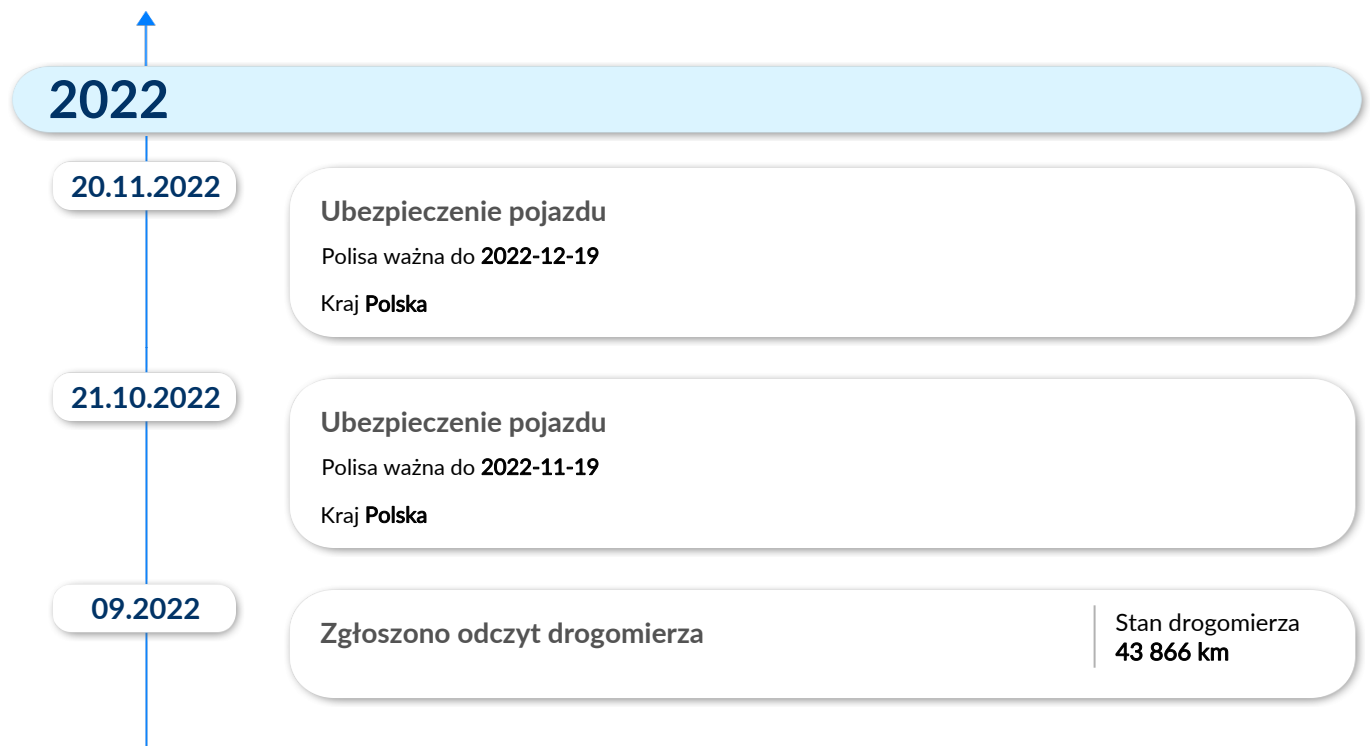 2022
20.11.2022
Ubezpieczenie pojazdu
Polisa ważna do 2022-12-19
Kraj Polska
21.10.2022
Ubezpieczenie pojazdu
Polisa ważna do 2022-11-19
Kraj Polska
09.2022
Zgłoszono odczyt drogomierza
Stan drogomierza
43 866 km